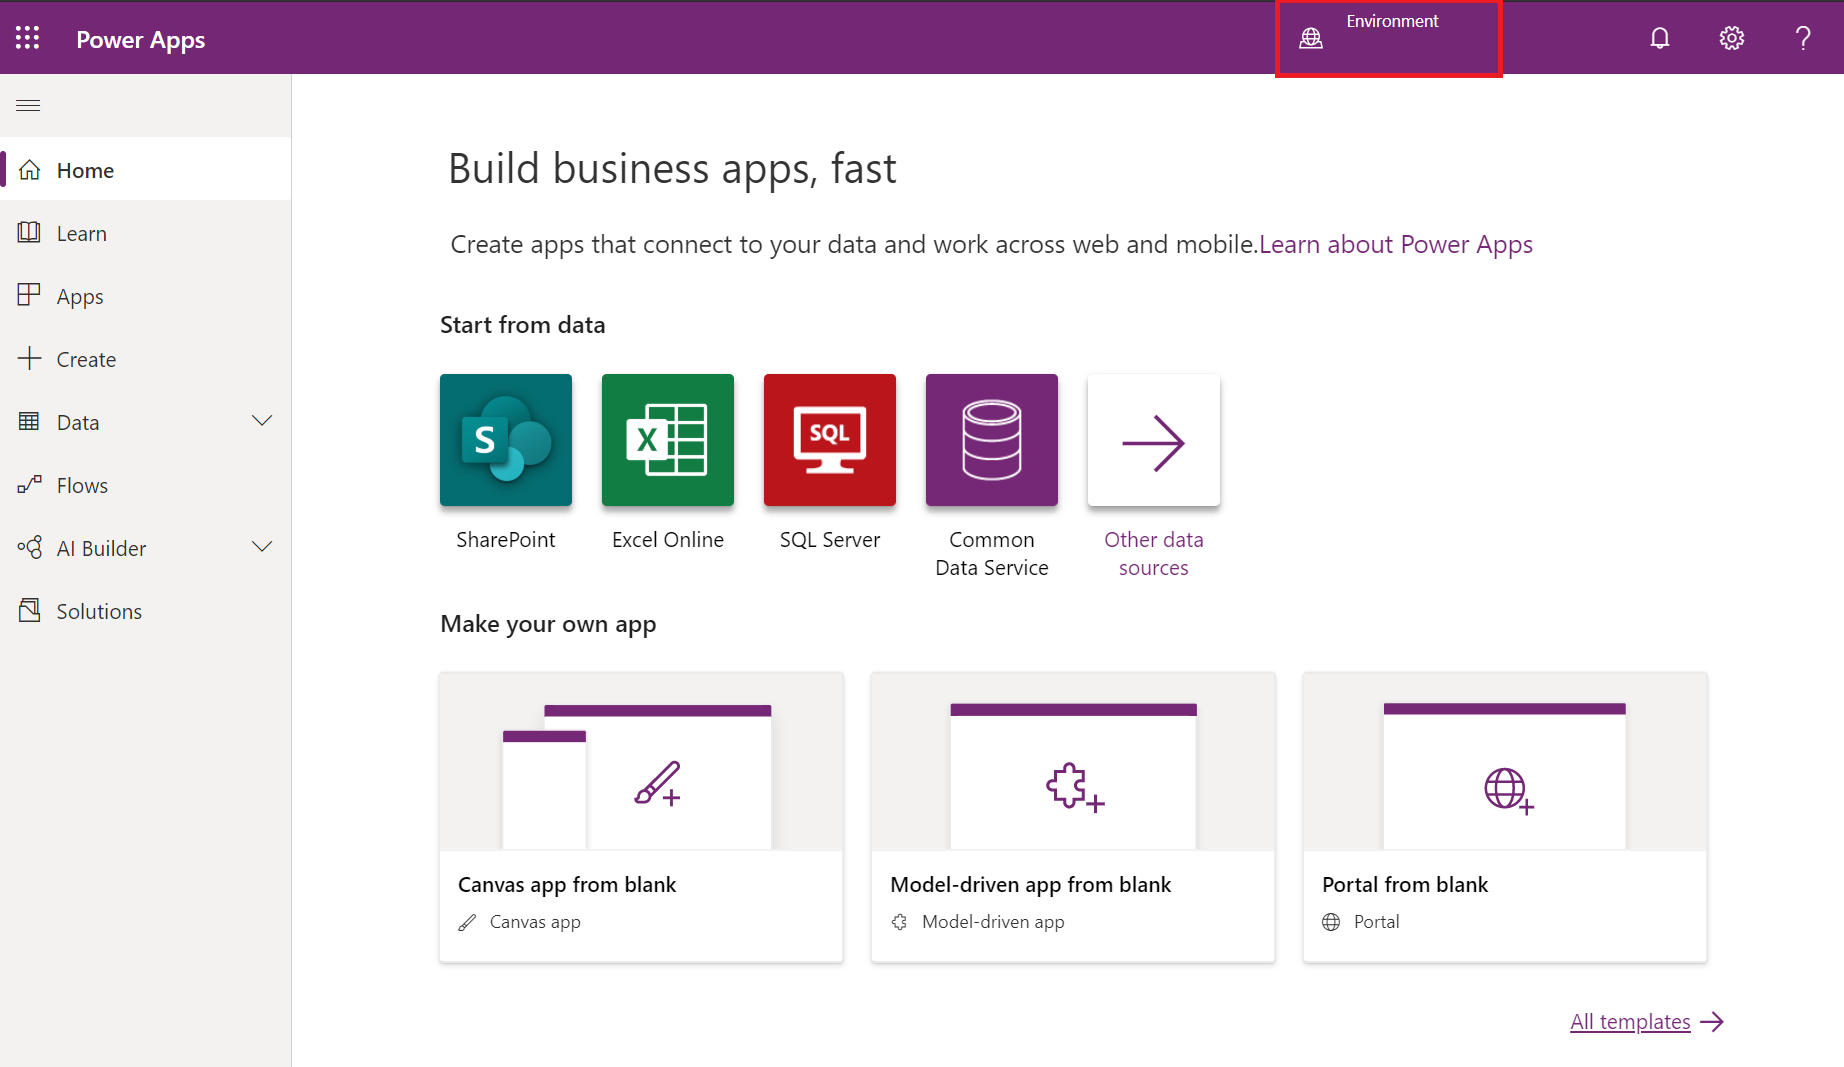 Power Apps
Environment
?
Home
Learn
Apps
Create
Data
Flows
AI Builder
Solutions
Build business apps, fast
Create apps that connect to your data and work across web and mobile.Learn about Power Apps
Start from data
S
X
SQL
SharePoint
Excel Online
SQL Server
Common
Data Service
Other data
sources
Make your own app
Canvas app from blank
Canvas app
Model-driven app from blank
Model-driven app
Portal from blank
Portal
All templates